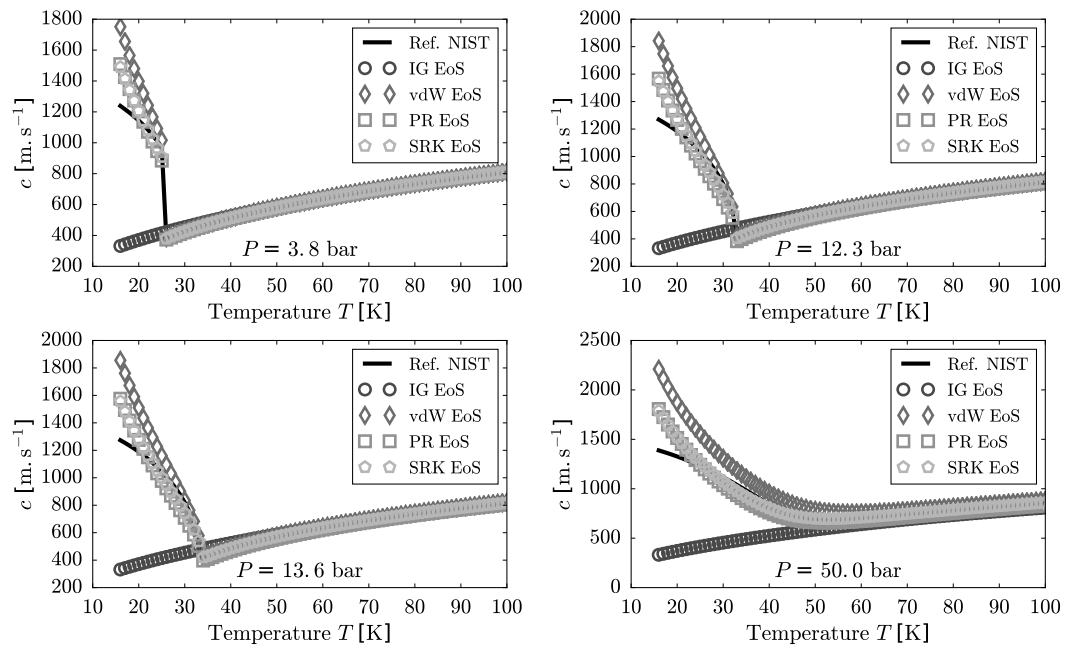 1800
1600
1400
1200
1000
800
600
400
200
c [m.s⁻¹]
Ref. NIST
IG EoS
vdW EoS
PR EoS
SRK EoS
P = 3.8 bar
10 20 30 40 50 60 70 80 90 100
Temperature T [K]
2000
1800
1600
1400
1200
1000
800
600
400
200
c [m.s⁻¹]
Ref. NIST
IG EoS
vdW EoS
PR EoS
SRK EoS
P = 12.3 bar
10 20 30 40 50 60 70 80 90 100
Temperature T [K]
2000
1800
1600
1400
1200
1000
800
600
400
200
c [m.s⁻¹]
Ref. NIST
IG EoS
vdW EoS
PR EoS
SRK EoS
P = 13.6 bar
10 20 30 40 50 60 70 80 90 100
Temperature T [K]
2500
2000
1500
1000
500
0
c [m.s⁻¹]
Ref. NIST
IG EoS
vdW EoS
PR EoS
SRK EoS
P = 50.0 bar
10 20 30 40 50 60 70 80 90 100
Temperature T [K]